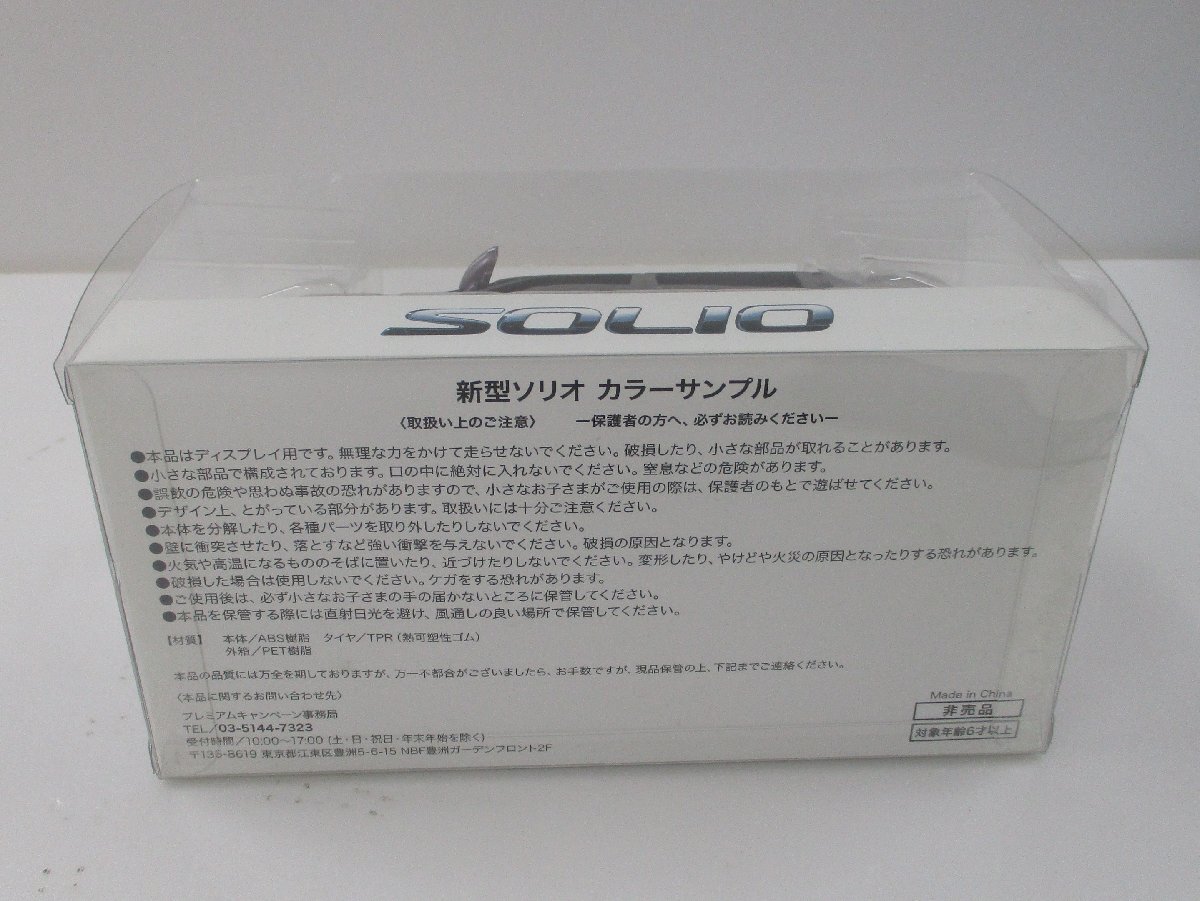 SOLIO
新型ソリオ カラーサンプル
〈取扱い上のご注意〉 ー保護者の方へ、必ずお読みくださいー
●本品はディスプレイ用です。無理な力をかけて走らせないでください。破損したり、小さな部品が取れることがあります。
●小さな部品で構成されております。口の中に絶対に入れないでください。窒息などの危険があります。
●誤飲の危険や思わぬ事故の恐れがありますので、小さなお子さまがご使用の際は、保護者のもとで遊ばせてください。
●デザイン上、とがっている部分があります。取扱いには十分ご注意ください。
●本体を分解したり、各種パーツを取り外したりしないでください。
●壁に衝突させたり、落とすなど強い衝撃を与えないでください。破損の原因となります。
●火気や高温になるもののそばに置いたり、近づけたりしないでください。変形したり、やけどや火災の原因となったりする恐れがあります。
●破損した場合は使用しないでください。ケガをする恐れがあります。
●ご使用後は、必ず小さなお子さまの手の届かないところに保管してください。
●本品を保管する際には直射日光を避け、風通しの良い場所で保管してください。
【材質】 本体／ABS樹脂 タイヤ／TPR（熱可塑性ゴム）
外箱／PET樹脂
本品の品質には万全を期しておりますが、万一不都合がございましたら、お手数ですが、現品保管の上、下記までご連絡ください。
〈本品に関するお問い合わせ先〉
プレミアムキャンペーン事務局
TEL／03-5144-7323
受付時間／10:00〜17:00（土・日・祝日・年末年始を除く）
〒135-8619 東京都江東区豊洲5-6-15 NBF豊洲ガーデンフロント2F
Made in China
非売品
対象年齢6才以上